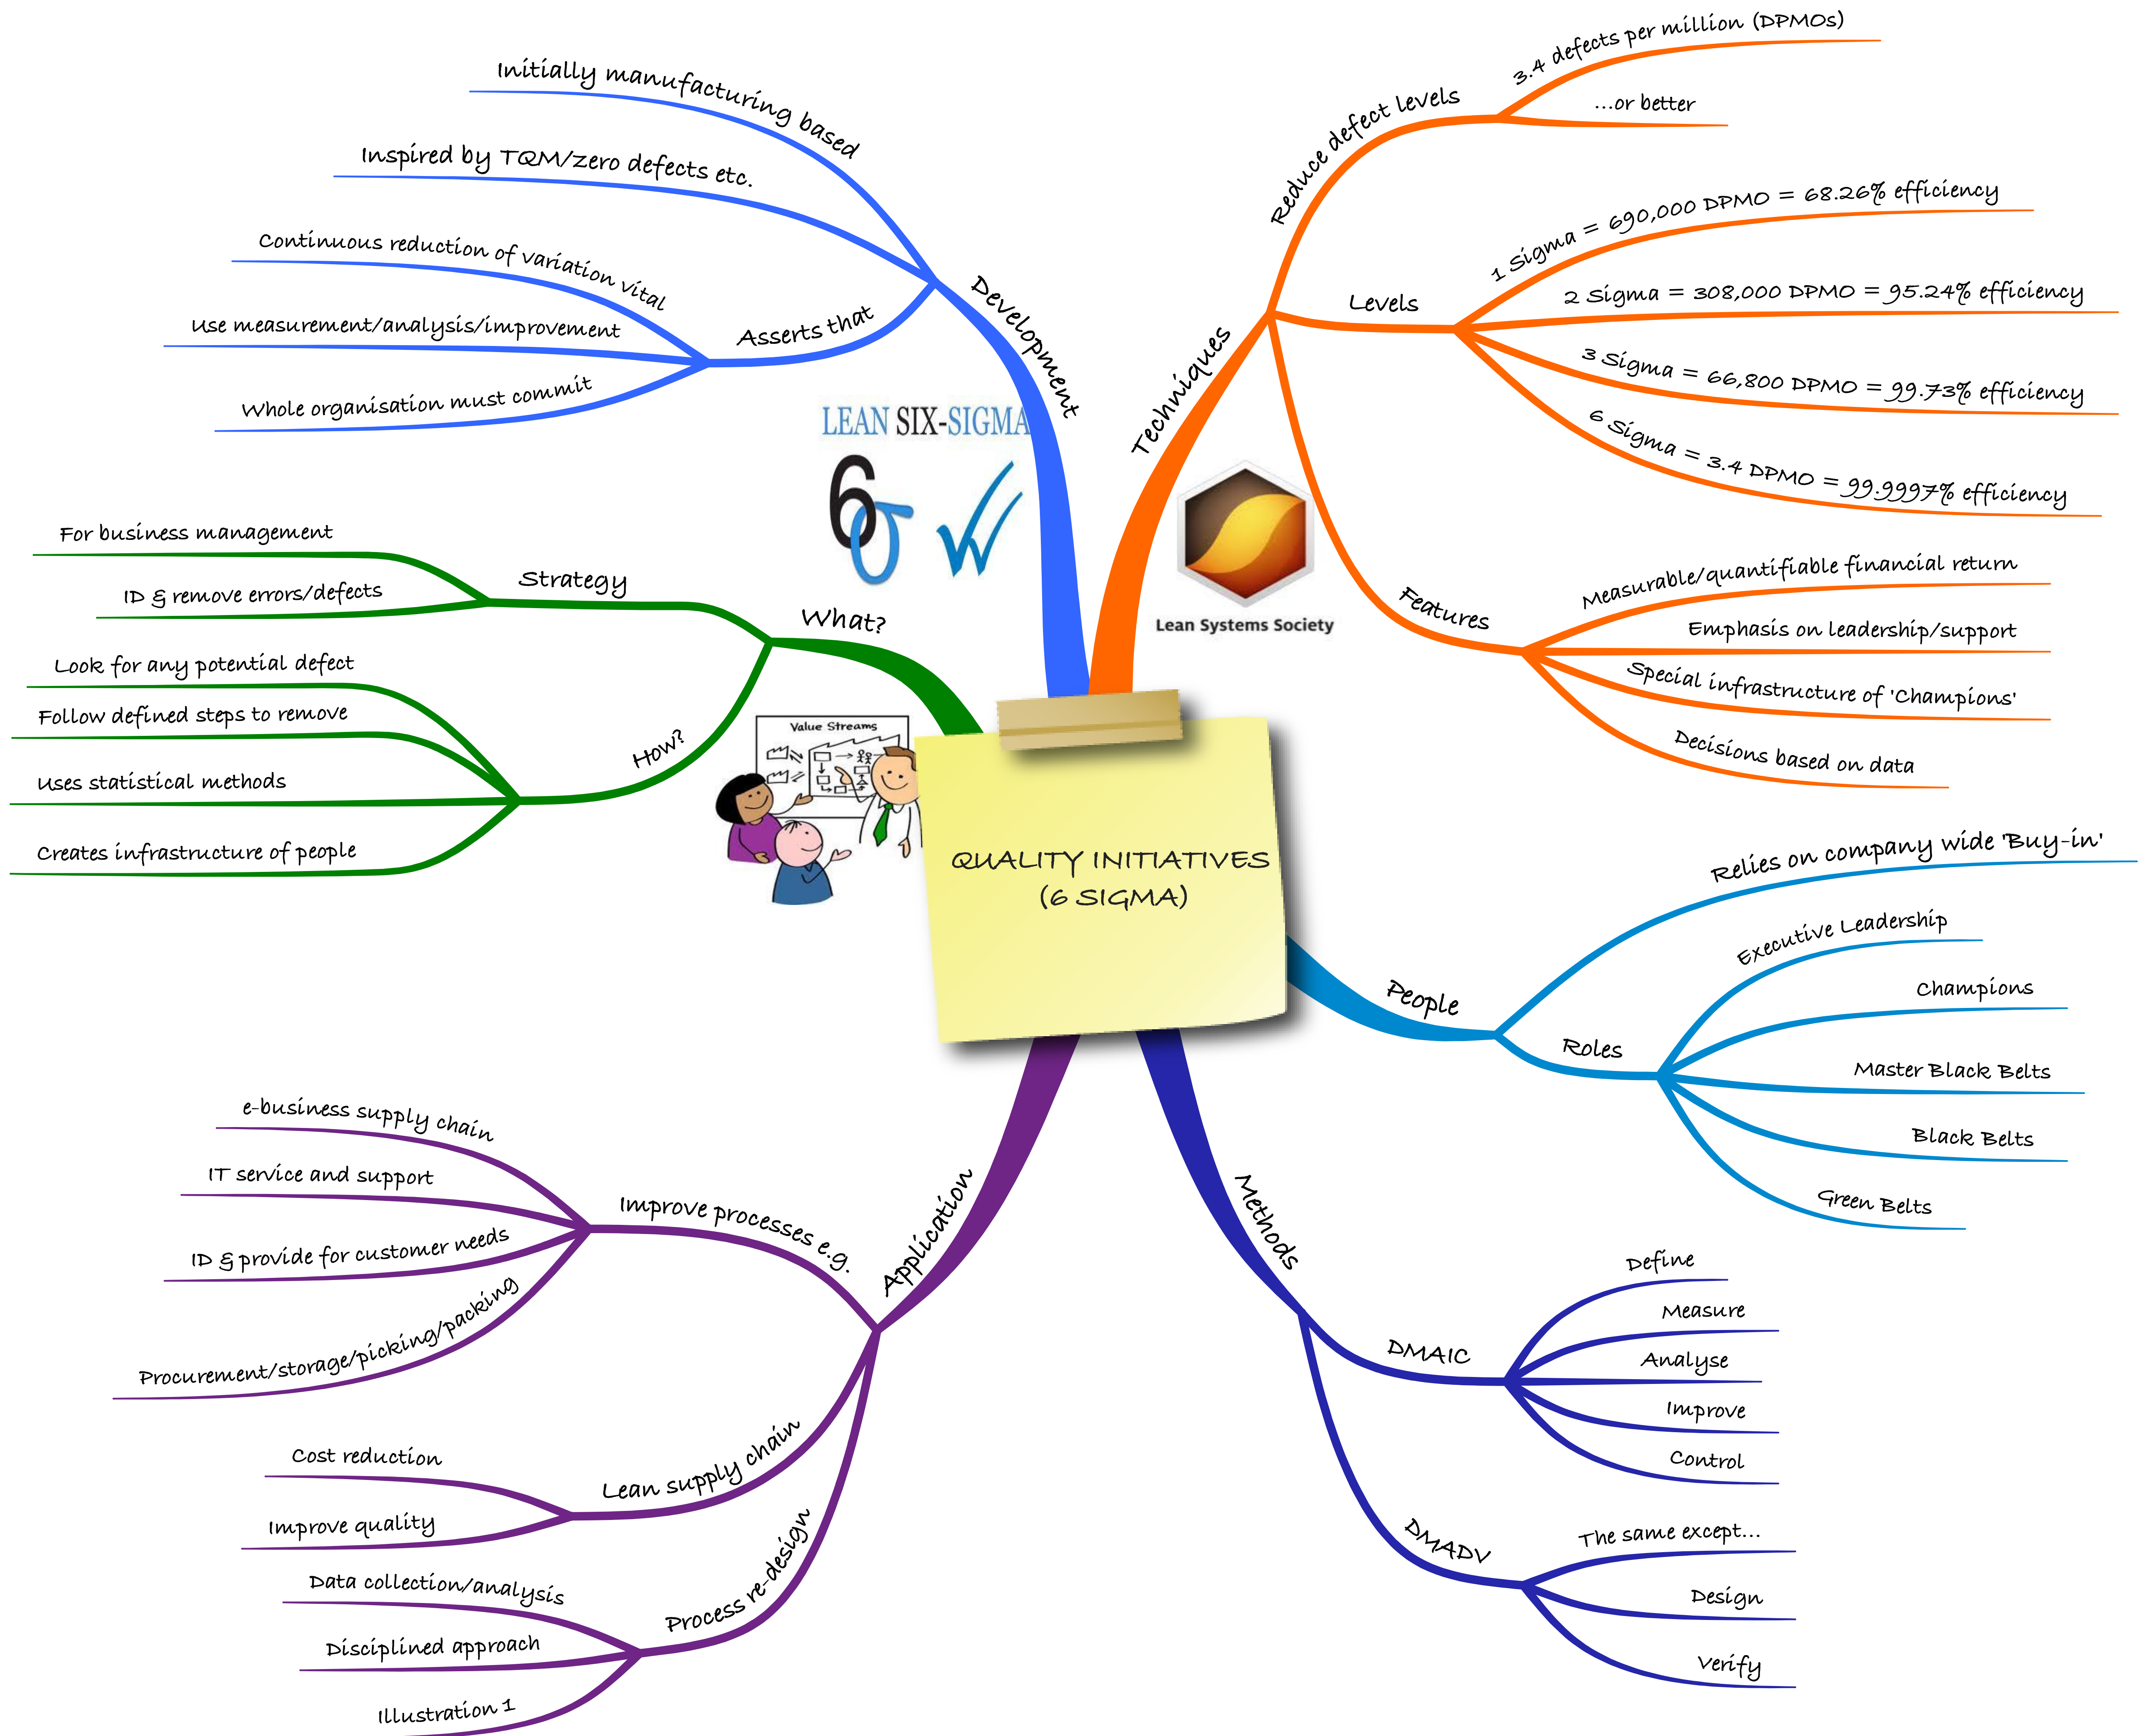 QUALITY INITIATIVES
(6 SIGMA)
Development
Initially manufacturing based
Inspired by TQM/zero defects etc.
Asserts that
Continuous reduction of variation vital
Use measurement/analysis/improvement
Whole organisation must commit
LEAN SIX-SIGMA
6σ
What?
Strategy
For business management
ID & remove errors/defects
How?
Look for any potential defect
Follow defined steps to remove
Uses statistical methods
Creates infrastructure of people
Value Streams
Techniques
Reduce defect levels
3.4 defects per million (DPMOs)
...or better
Levels
1 Sigma = 690,000 DPMO = 68.26% efficiency
2 Sigma = 308,000 DPMO = 95.24% efficiency
3 Sigma = 66,800 DPMO = 99.73% efficiency
6 Sigma = 3.4 DPMO = 99.9997% efficiency
Features
Measurable/quantifiable financial return
Emphasis on leadership/support
Special infrastructure of 'Champions'
Decisions based on data
Lean Systems Society
People
Relies on company wide 'Buy-in'
Roles
Executive Leadership
Champions
Master Black Belts
Black Belts
Green Belts
Methods
DMAIC
Define
Measure
Analyse
Improve
Control
DMADV
The same except...
Design
Verify
Application
Improve processes e.g.
e-business supply chain
IT service and support
ID & provide for customer needs
Procurement/storage/picking/packing
Lean supply chain
Cost reduction
Improve quality
Process re-design
Data collection/analysis
Disciplined approach
Illustration 1